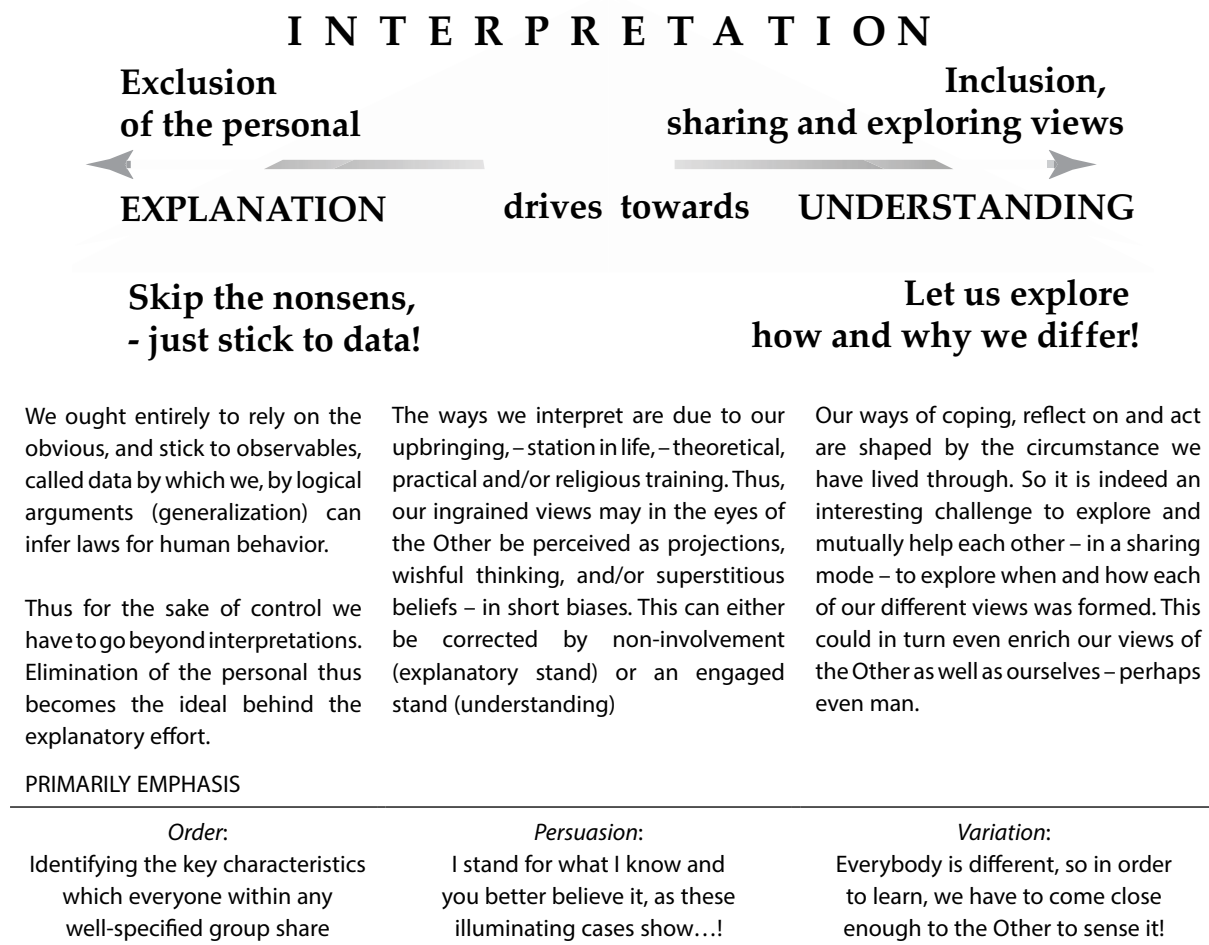 INTERPRETATION
Exclusion
of the personal
Inclusion,
sharing and exploring views
EXPLANATION drives towards UNDERSTANDING
Skip the nonsens,
- just stick to data!
Let us explore
how and why we differ!
We ought entirely to rely on the
obvious, and stick to observables,
called data by which we, by logical
arguments (generalization) can
infer laws for human behavior.
Thus for the sake of control we
have to go beyond interpretations.
Elimination of the personal thus
becomes the ideal behind the
explanatory effort.
The ways we interpret are due to our
upbringing, – station in life, – theoretical,
practical and/or religious training. Thus,
our ingrained views may in the eyes of
the Other be perceived as projections,
wishful thinking, and/or superstitious
beliefs – in short biases. This can either
be corrected by non-involvement
(explanatory stand) or an engaged
stand (understanding)
Our ways of coping, reflect on and act
are shaped by the circumstance we
have lived through. So it is indeed an
interesting challenge to explore and
mutually help each other – in a sharing
mode – to explore when and how each
of our different views was formed. This
could in turn even enrich our views of
the Other as well as ourselves – perhaps
even man.
PRIMARILY EMPHASIS
Order:
Identifying the key characteristics
which everyone within any
well-specified group share
Persuasion:
I stand for what I know and
you better believe it, as these
illuminating cases show…!
Variation:
Everybody is different, so in order
to learn, we have to come close
enough to the Other to sense it!